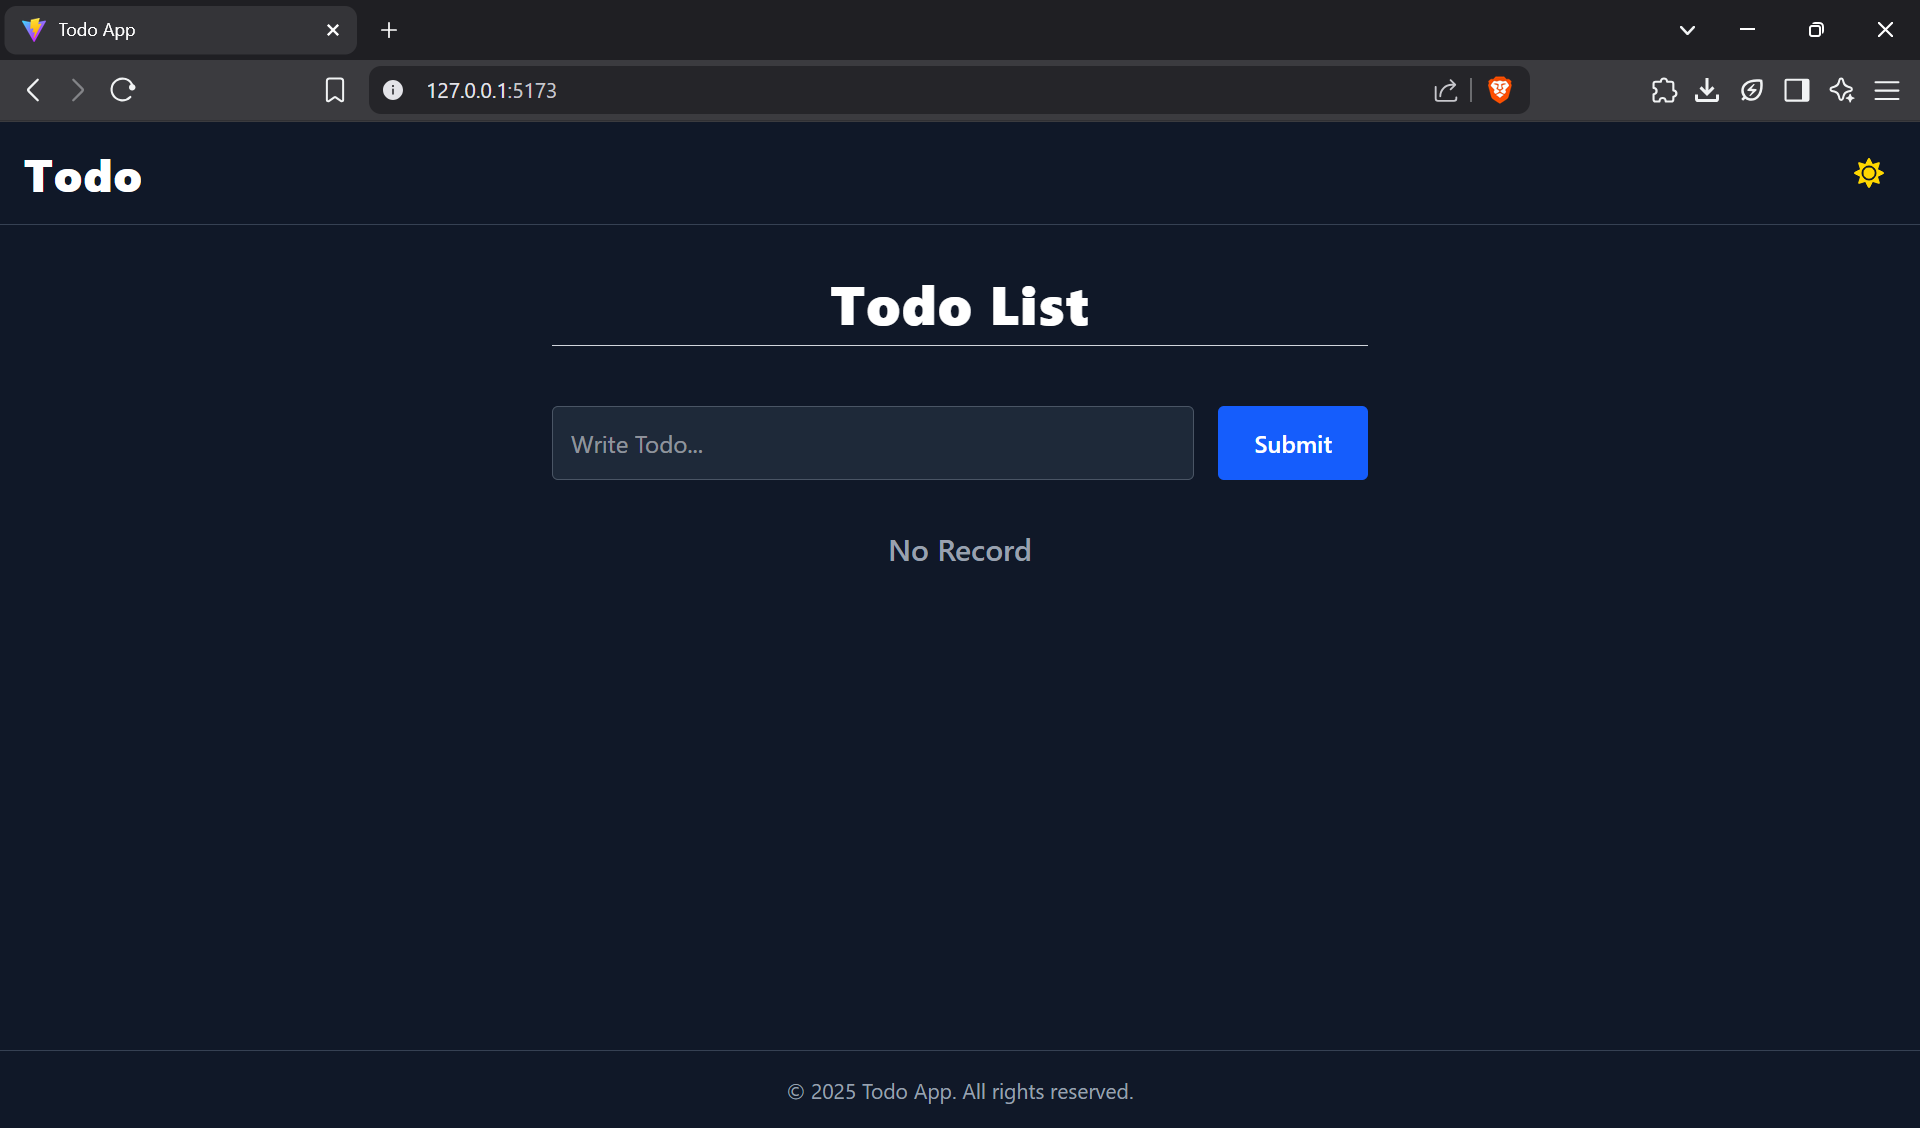 Todo App
127.0.0.1:5173
Todo
Todo List
Write Todo...
Submit
No Record
© 2025 Todo App. All rights reserved.